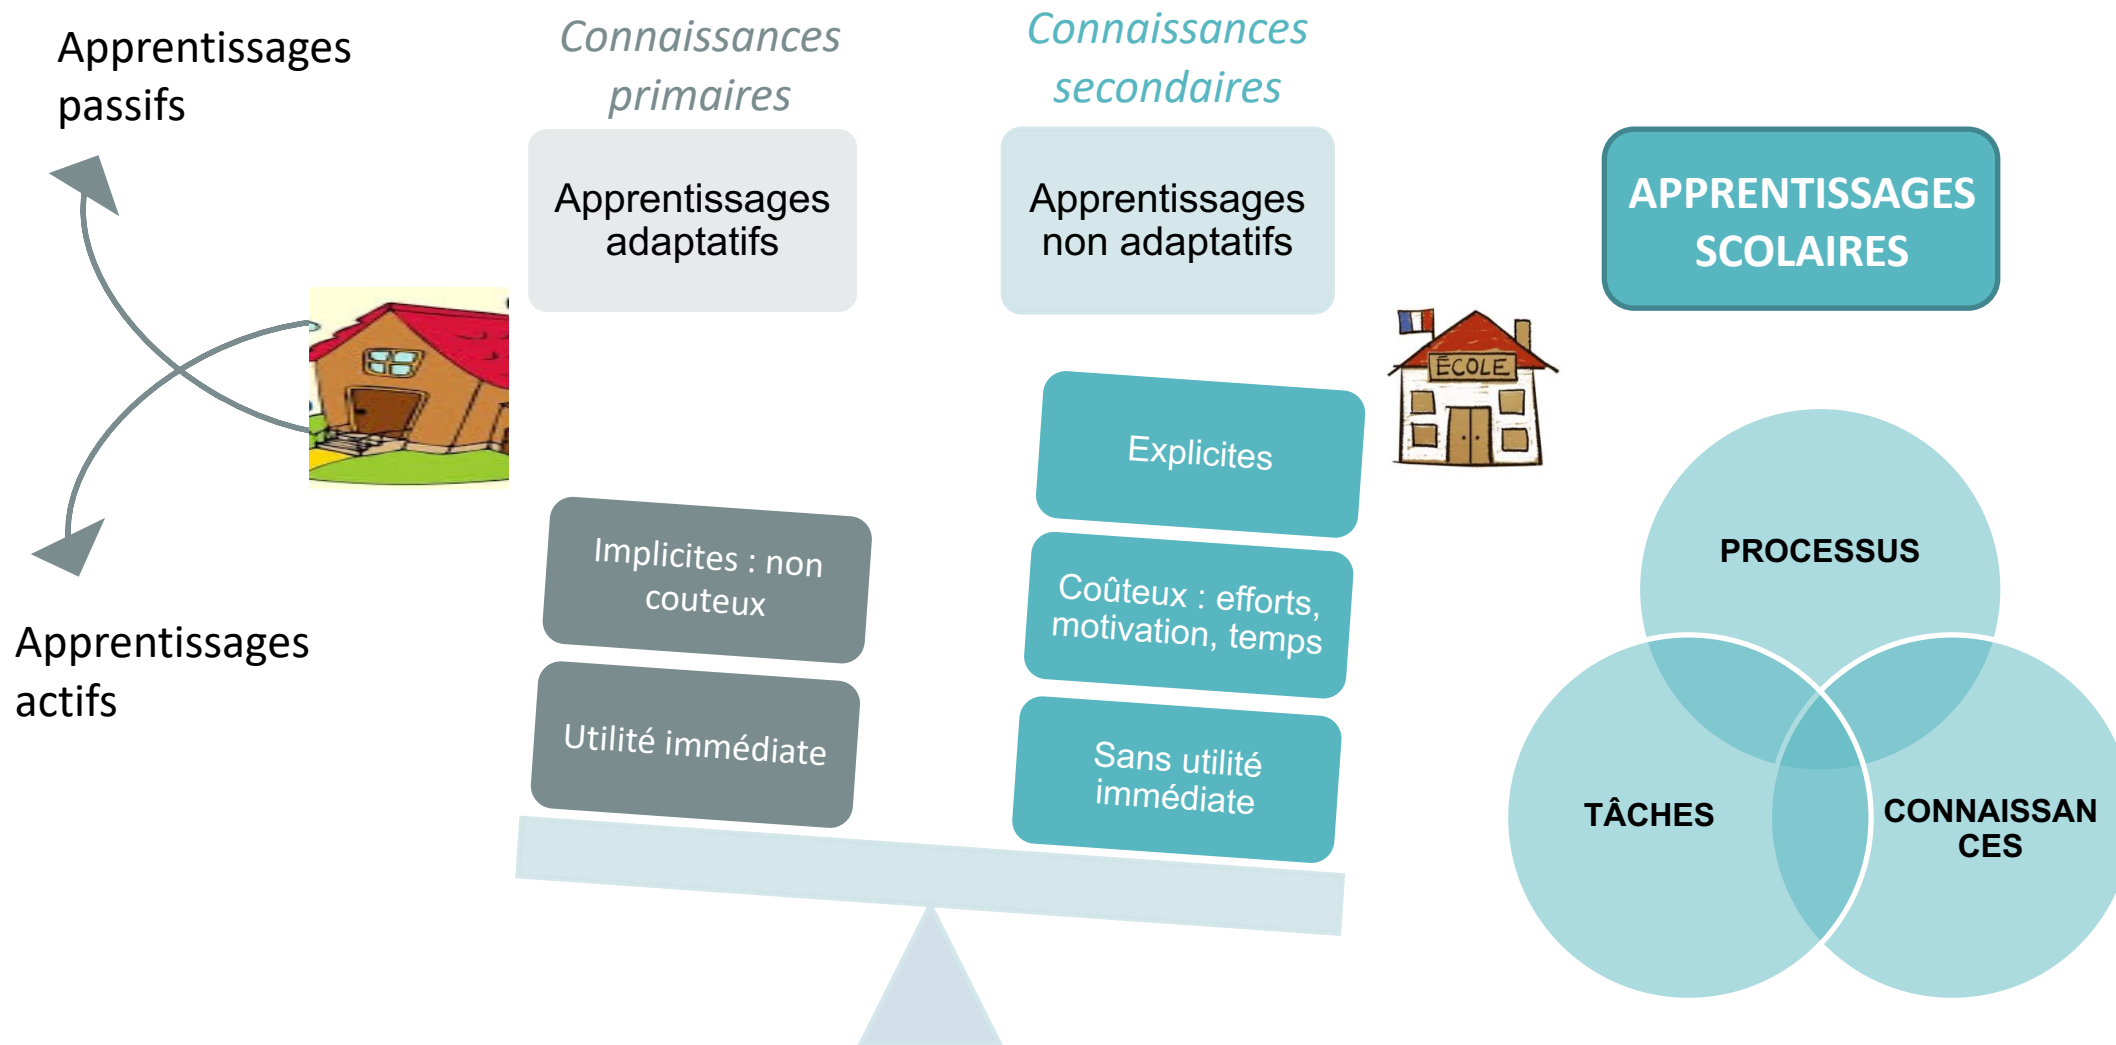 Apprentissages
passifs
Apprentissages
actifs
Connaissances
primaires
Apprentissages
adaptatifs
Implicites : non
couteux
Utilité immédiate
Connaissances
secondaires
Apprentissages
non adaptatifs
Explicites
Coûteux : efforts,
motivation, temps
Sans utilité
immédiate
ÉCOLE
APPRENTISSAGES
SCOLAIRES
PROCESSUS
TÂCHES
CONNAISSAN
CES